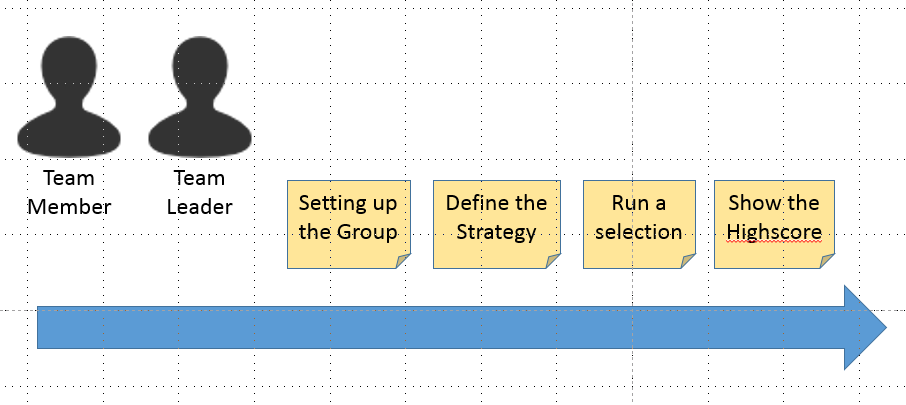 Team
Member
Team
Leader
Setting up
the Group
Define the
Strategy
Run a
selection
Show the
Highscore